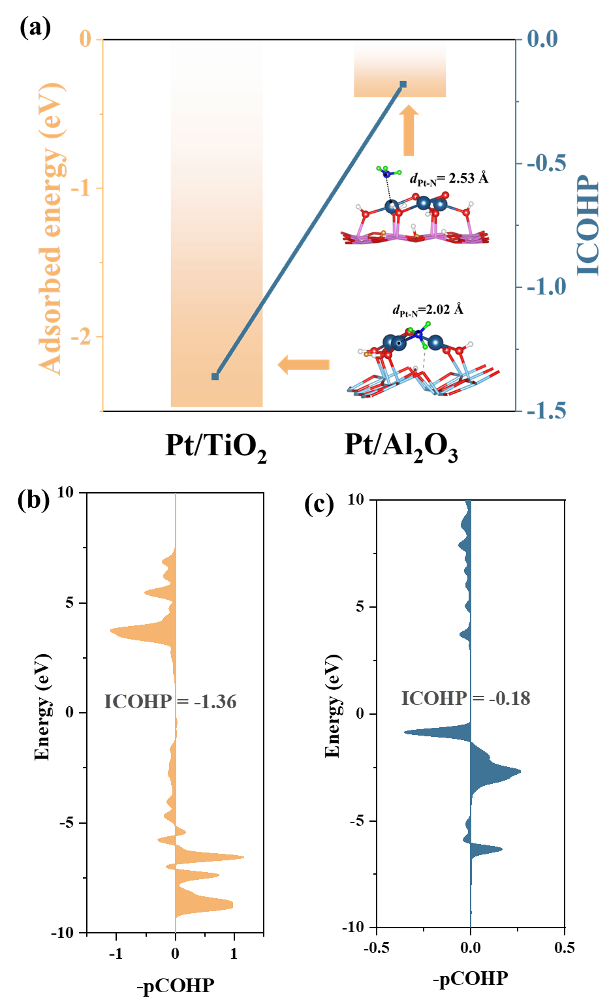 (a)
0
-1
-2
Adsorbed energy (eV)
0.0
-0.5
-1.0
-1.5
ICOHP
dPt-N= 2.53 Å
dPt-N=2.02 Å
Pt/TiO2
Pt/Al2O3
(b)
10
5
0
-5
-10
Energy (eV)
ICOHP = -1.36
-1
0
1
-pCOHP
(c)
10
5
0
-5
-10
Energy (eV)
ICOHP = -0.18
-0.5
0.0
0.5
-pCOHP